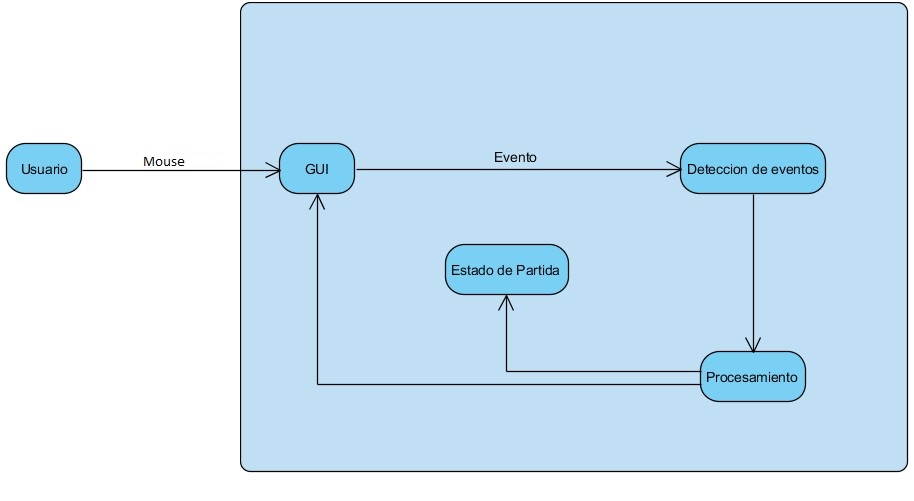 Usuario
Mouse
GUI
Evento
Deteccion de eventos
Estado de Partida
Procesamiento